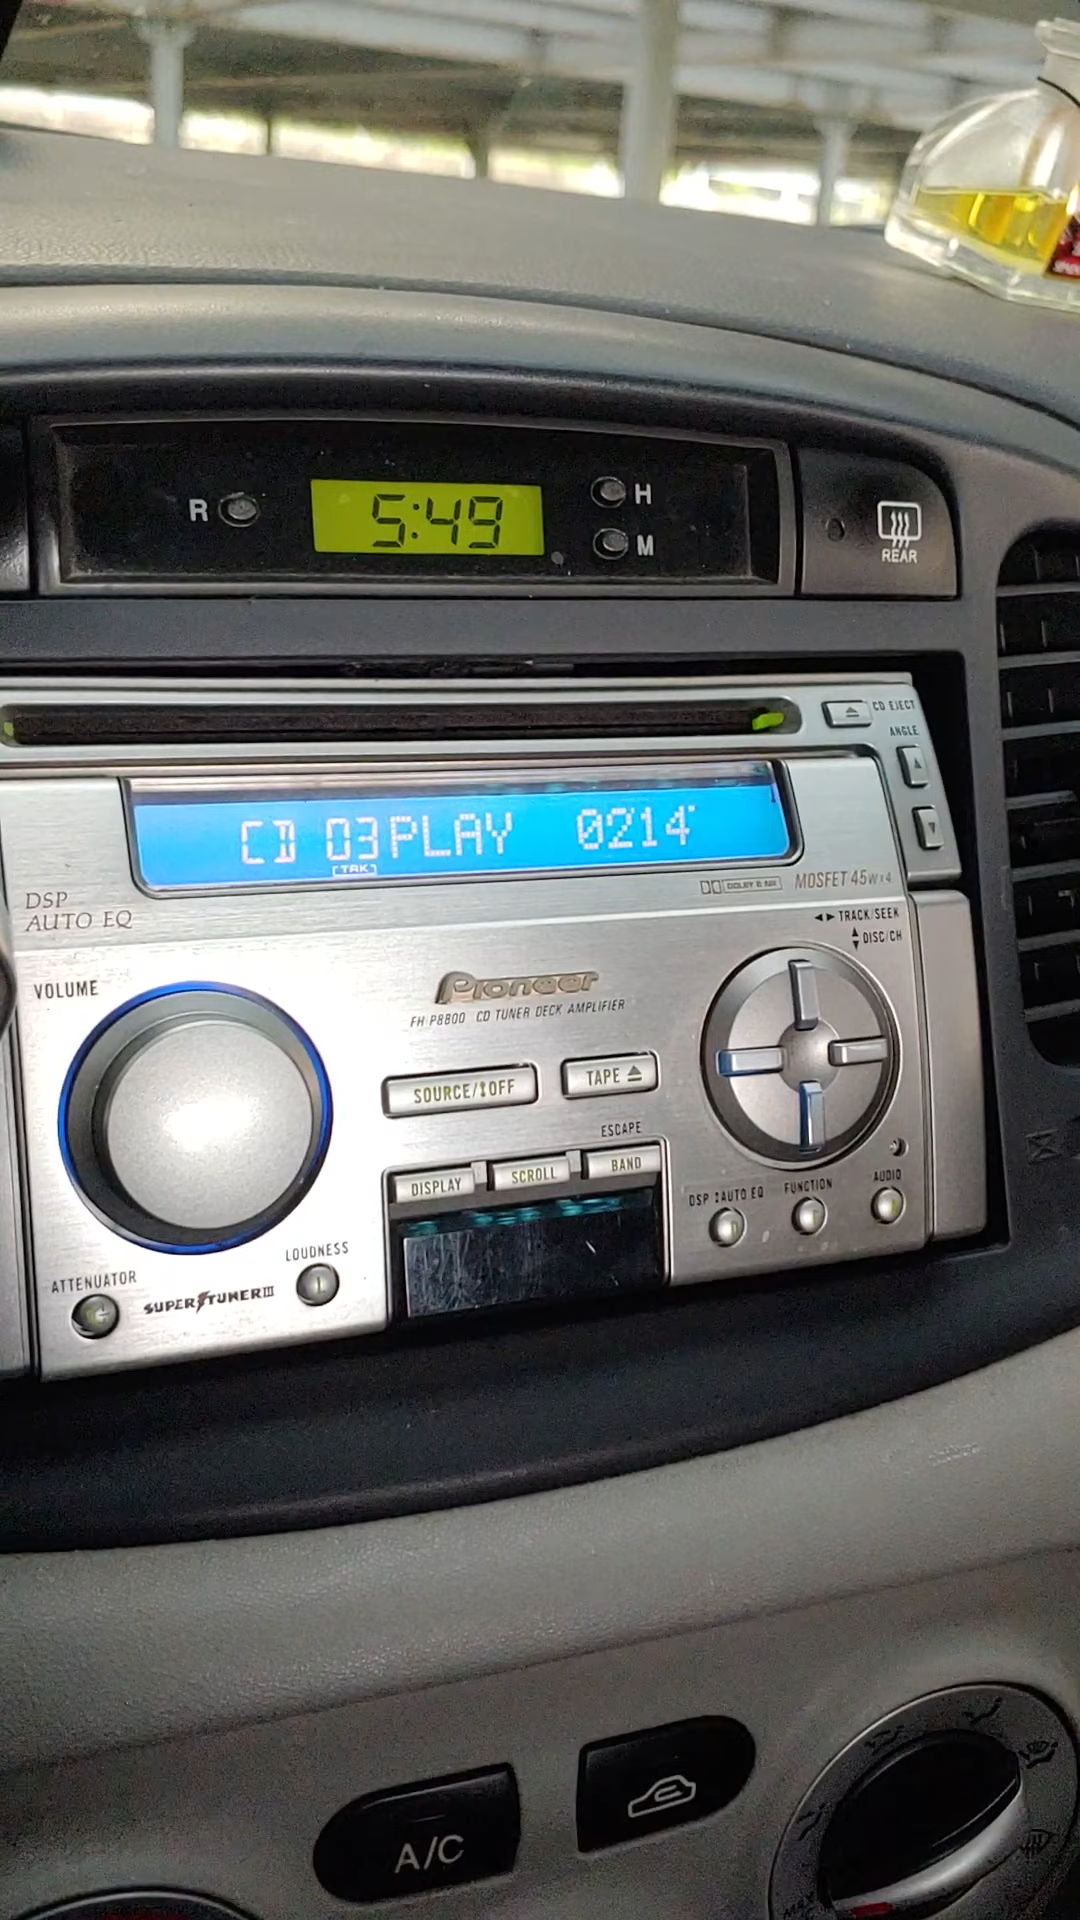 R
5:49
H
M
REAR
CD EJECT
ANGLE
CD 03 PLAY 02'14"
TRK
DSP
AUTO EQ
DOLBY B NR
MOSFET 45W x 4
◄ ► TRACK/SEEK
▲▼ DISC/CH
VOLUME
Pioneer
FH-P8800 CD TUNER DECK AMPLIFIER
SOURCE/OFF
TAPE
ESCAPE
DISPLAY
SCROLL
BAND
DSP AUTO EQ
FUNCTION
AUDIO
ATTENUATOR
SUPER TUNER III
LOUDNESS
L
A/C